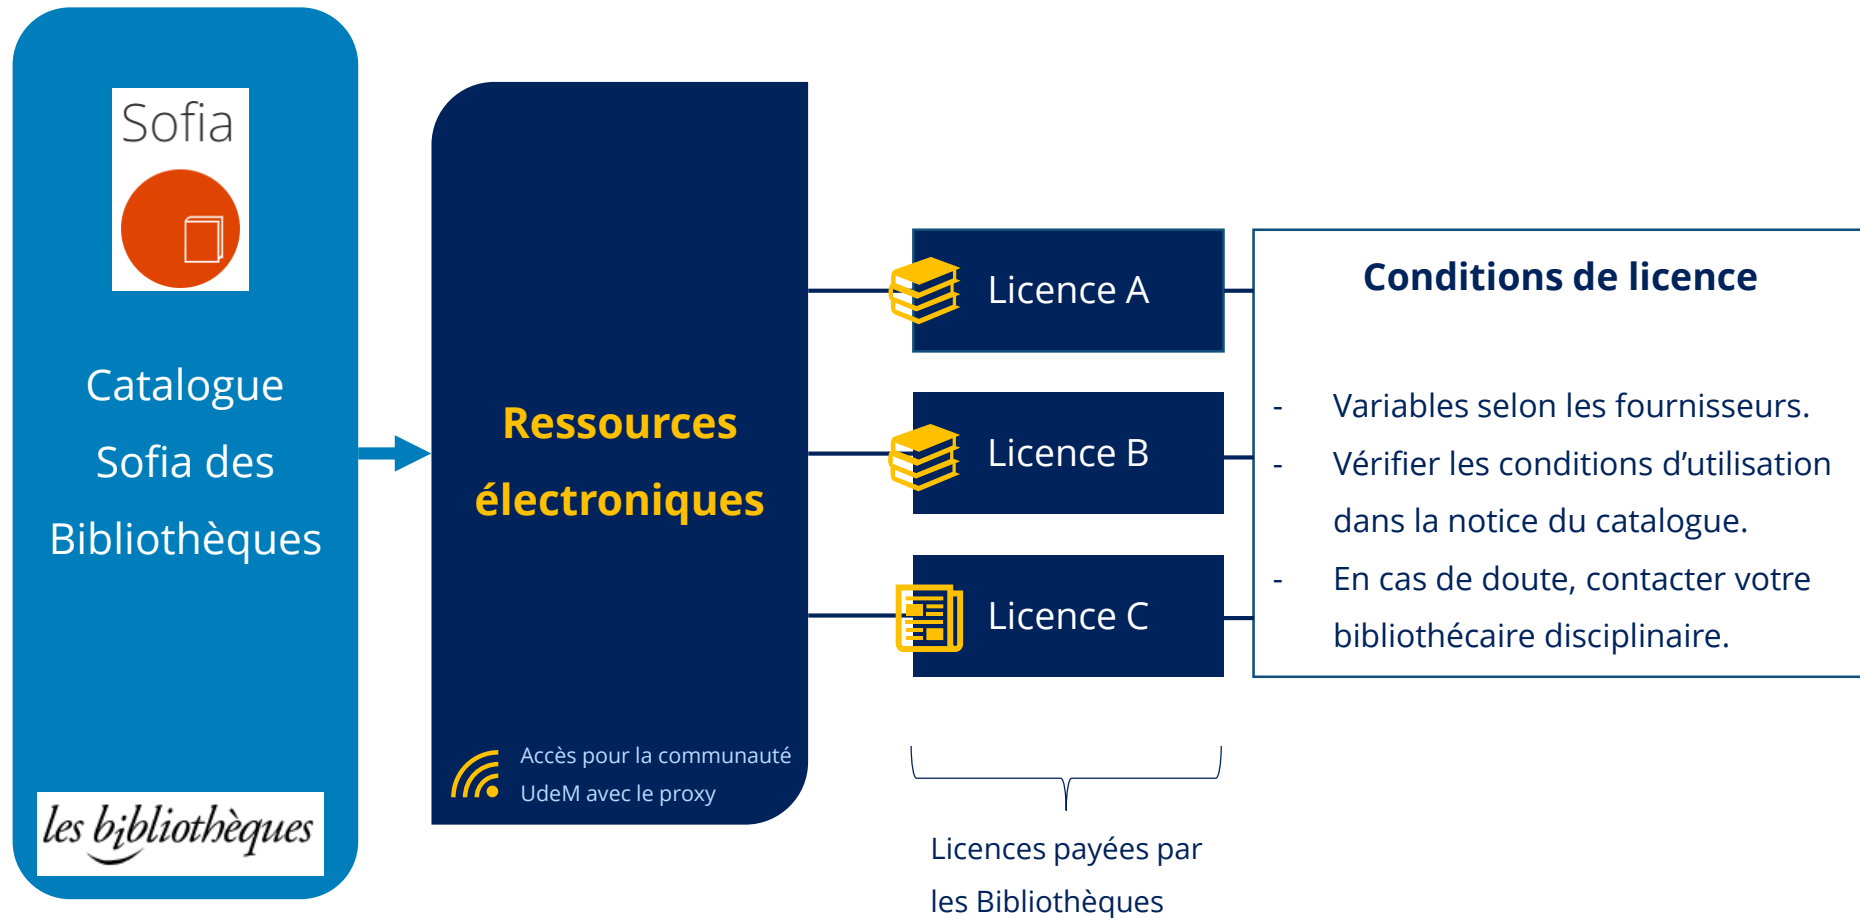 Sofia
Catalogue
Sofia des
Bibliothèques
les bibliothèques
Ressources
électroniques
Accès pour la communauté
UdeM avec le proxy
Licence A
Licence B
Licence C
Licences payées par
les Bibliothèques
Conditions de licence
- Variables selon les fournisseurs.
- Vérifier les conditions d’utilisation
dans la notice du catalogue.
- En cas de doute, contacter votre
bibliothécaire disciplinaire.